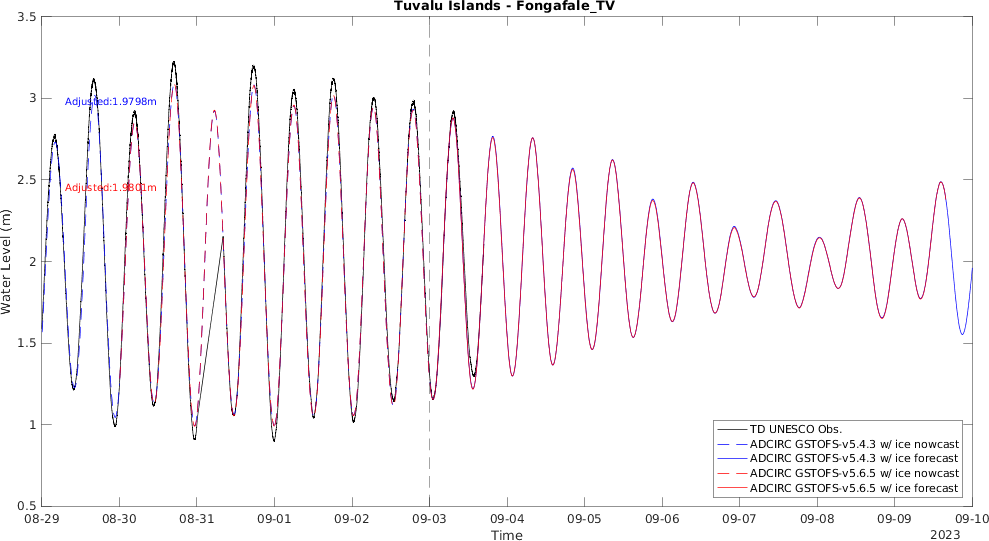 Tuvalu Islands - Fongafale_TV
3.5
3
2.5
2
1.5
1
0.5
Water Level (m)
Adjusted:1.9798m
Adjusted:1.9801m
TD UNESCO Obs.
ADCIRC GSTOFS-v5.4.3 w/ ice nowcast
ADCIRC GSTOFS-v5.4.3 w/ ice forecast
ADCIRC GSTOFS-v5.6.5 w/ ice nowcast
ADCIRC GSTOFS-v5.6.5 w/ ice forecast
08-29 08-30 08-31 09-01 09-02 09-03 09-04 09-05 09-06 09-07 09-08 09-09 09-10
Time
2023